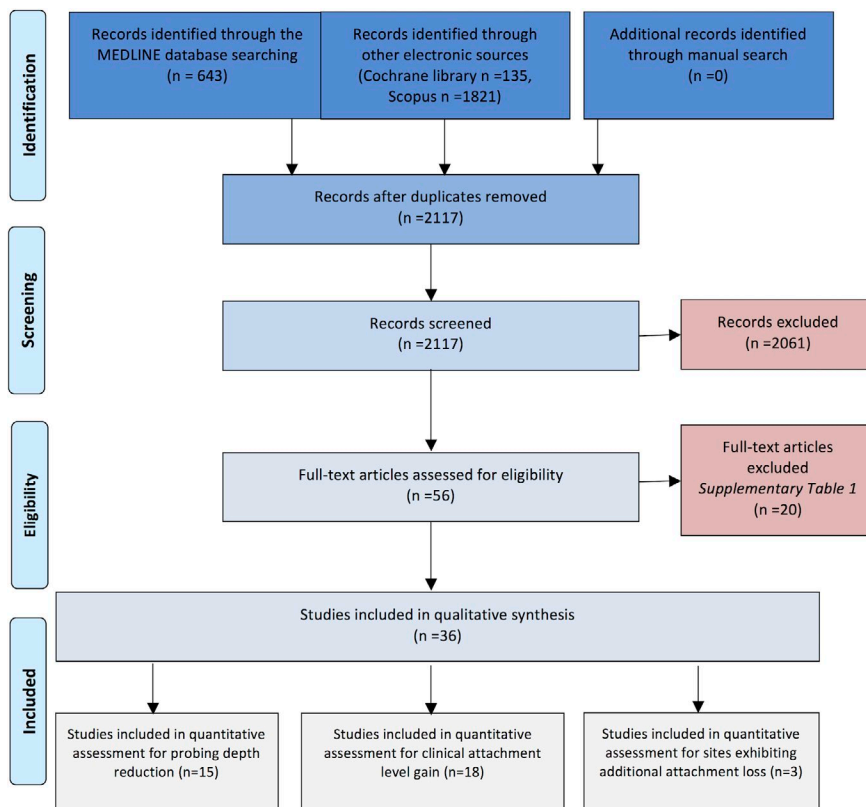 Identification
Records identified through the
MEDLINE database searching
(n = 643)
Records identified through
other electronic sources
(Cochrane library n =135,
Scopus n =1821)
Additional records identified
through manual search
(n =0)
Records after duplicates removed
(n =2117)
Screening
Records screened
(n =2117)
Records excluded
(n =2061)
Eligibility
Full-text articles assessed for eligibility
(n =56)
Full-text articles
excluded
Supplementary Table 1
(n =20)
Included
Studies included in qualitative synthesis
(n =36)
Studies included in quantitative
assessment for probing depth
reduction (n=15)
Studies included in quantitative
assessment for clinical attachment
level gain (n=18)
Studies included in quantitative
assessment for sites exhibiting
additional attachment loss (n=3)